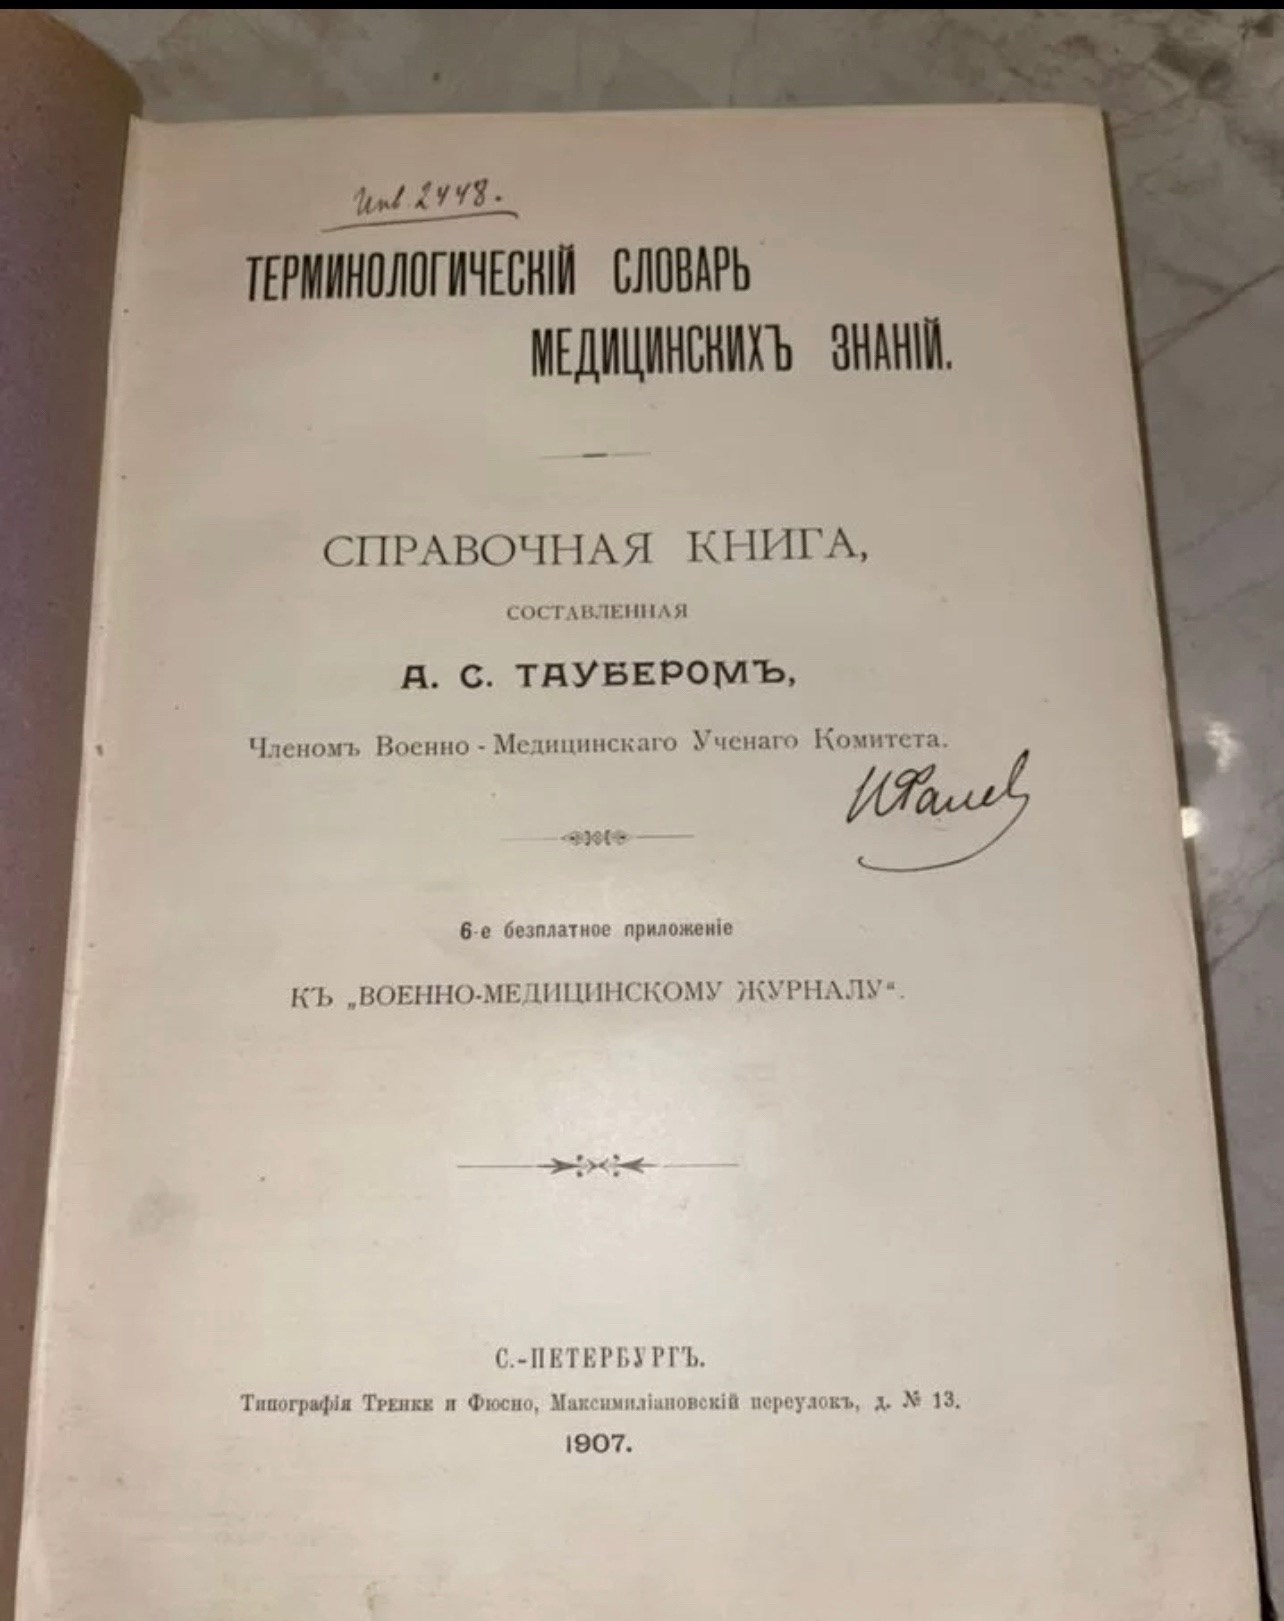 Инв. 2448.
ТЕРМИНОЛОГИЧЕСКІЙ СЛОВАРЬ
МЕДИЦИНСКИХЪ ЗНАНІЙ.
СПРАВОЧНАЯ КНИГА,
СОСТАВЛЕННАЯ
А. С. ТАУБЕРОМЪ,
Членомъ Военно-Медицинскаго Ученаго Комитета.
6-е безплатное приложеніе
КЪ „ВОЕННО-МЕДИЦИНСКОМУ ЖУРНАЛУ“.
С.-ПЕТЕРБУРГЪ.
Типографія Тренке и Фюсно, Максимиліановскій переулокъ, д. № 13.
1907.